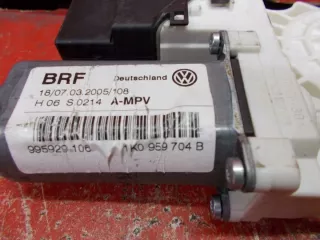 BRF Deutschland
18/07.03.2005/108
H 06 S 0214 A-MPV
995929 106 1K0 959 704 B